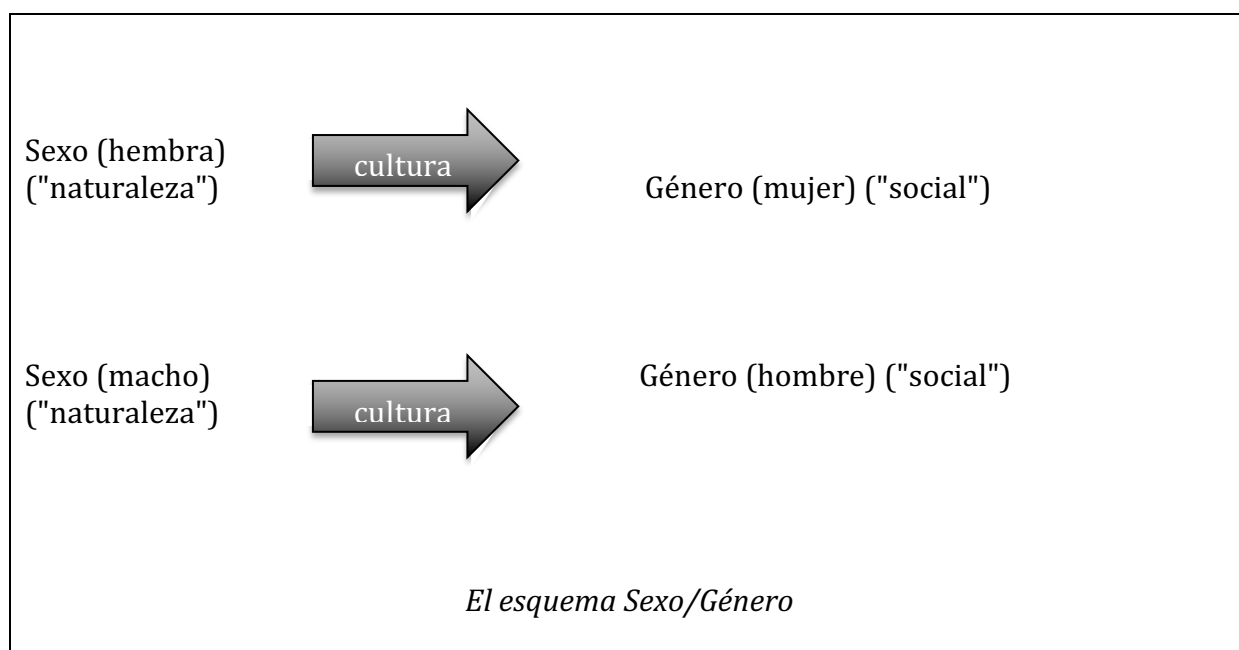 Sexo (hembra)
("naturaleza")
cultura
Género (mujer) ("social")
Sexo (macho)
("naturaleza")
cultura
Género (hombre) ("social")
El esquema Sexo/Género